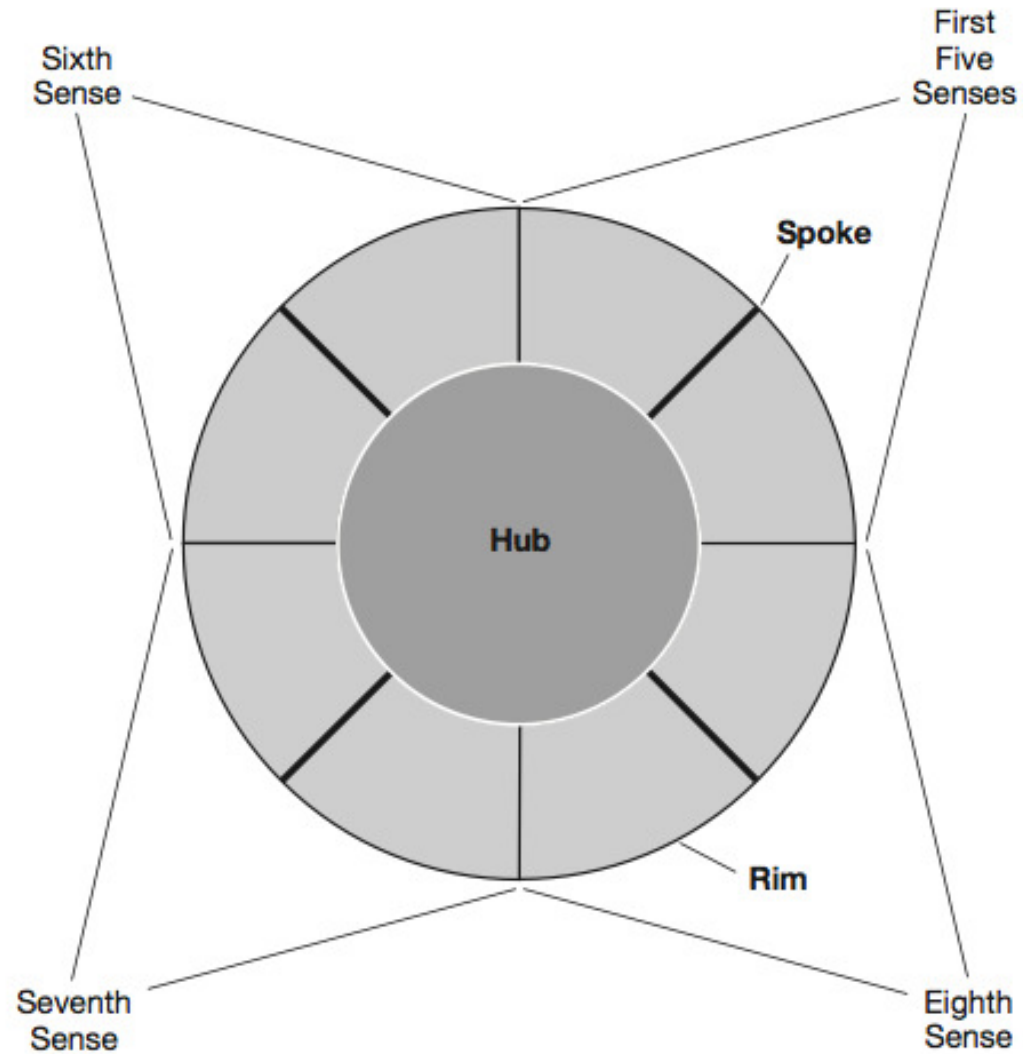 Sixth
Sense
First
Five
Senses
Spoke
Hub
Rim
Seventh
Sense
Eighth
Sense